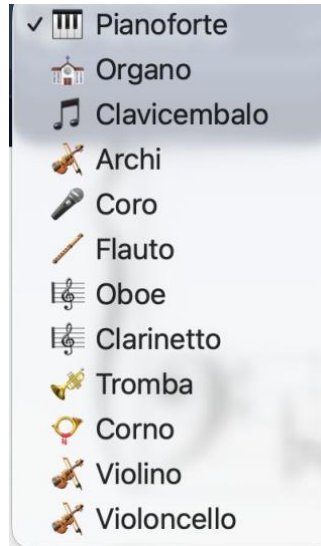 Pianoforte
Organo
Clavicembalo
Archi
Coro
Flauto
Oboe
Clarinetto
Tromba
Corno
Violino
Violoncello